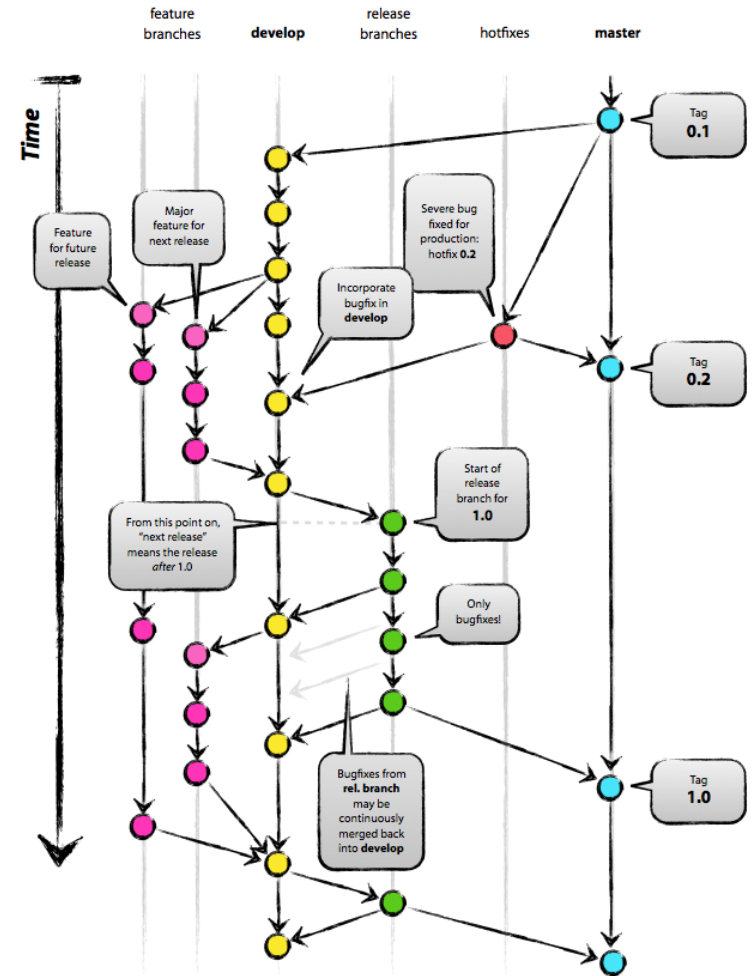 feature
branches
develop
release
branches
hotfixes
master
Time
Tag
0.1
Major
feature for
next release
Severe bug
fixed for
production:
hotfix 0.2
Feature
for future
release
Incorporate
bugfix in
develop
Tag
0.2
Start of
release
branch for
1.0
From this point on,
“next release”
means the release
after 1.0
Only
bugfixes!
Bugfixes from
rel. branch
may be
continuously
merged back
into develop
Tag
1.0